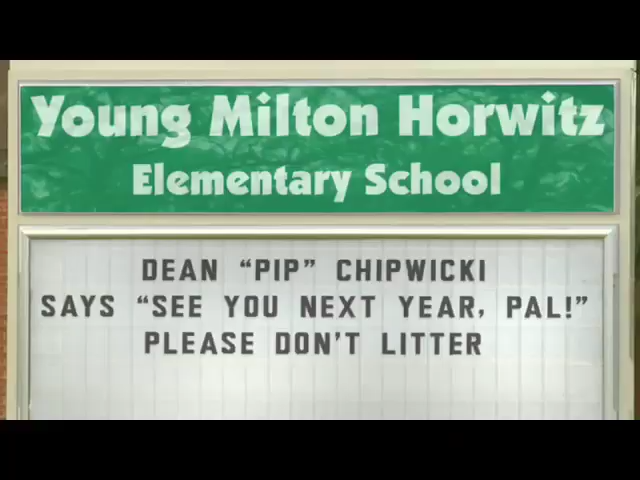 Young Milton Horwitz
Elementary School
DEAN “PIP” CHIPWICKI
SAYS “SEE YOU NEXT YEAR, PAL!”
PLEASE DON'T LITTER